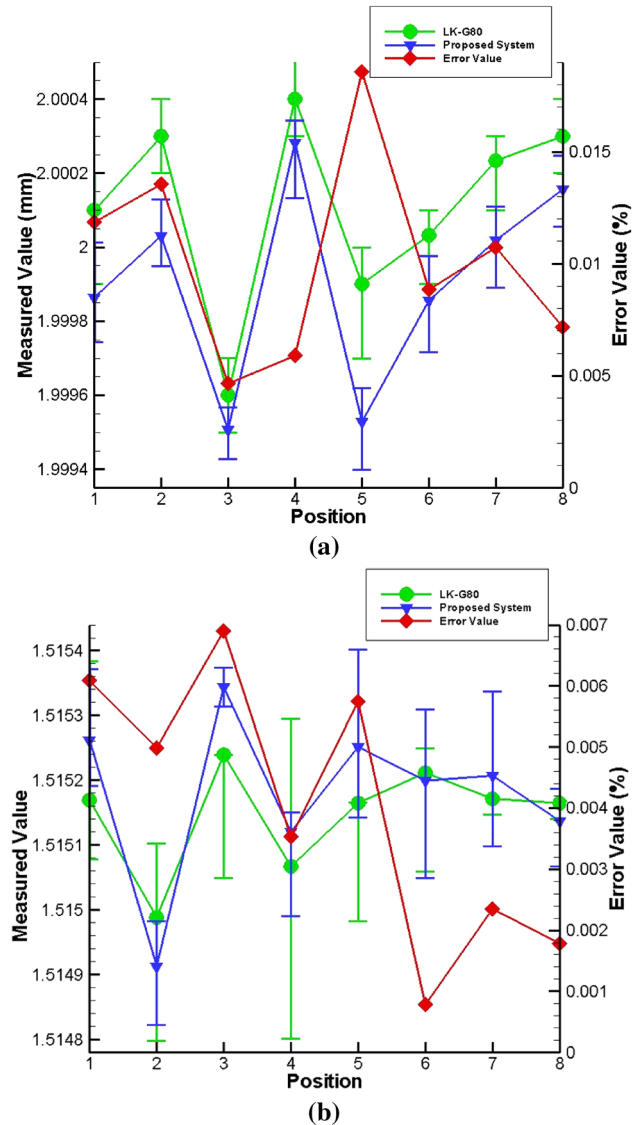 LK-G80
Proposed System
Error Value
Measured Value (mm)
2.0004
2.0002
2
1.9998
1.9996
1.9994
0.015
0.010
0.005
0
Error Value (%)
1 2 3 4 5 6 7 8
Position
(a)
LK-G80
Proposed System
Error Value
Measured Value
1.5154
1.5153
1.5152
1.5151
1.515
1.5149
1.5148
0.007
0.006
0.005
0.004
0.003
0.002
0.001
0
Error Value (%)
1 2 3 4 5 6 7 8
Position
(b)